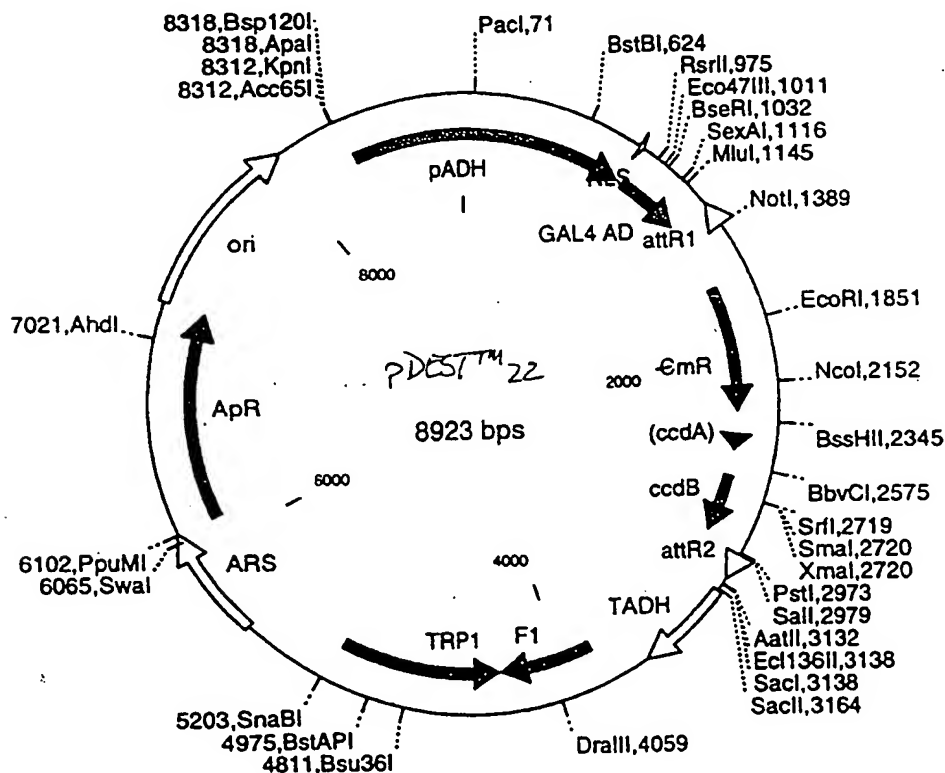 8318,Bsp120I
8318,ApaI
8312,KpnI
8312,Acc65I
PacI,71
BstBI,624
RsrII,975
Eco47III,1011
BseRI,1032
SexAI,1116
MluI,1145
NotI,1389
EcoRI,1851
NcoI,2152
BssHII,2345
BbvCI,2575
SrfI,2719
SmaI,2720
XmaI,2720
PstI,2973
SalI,2979
AatII,3132
Ecl136II,3138
SacI,3138
SacII,3164
DraIII,4059
4811,Bsu36I
4975,BstAPI
5203,SnaBI
6065,SwaI
6102,PpuMI
7021,AhdI
pADH
NLS
GAL4 AD
attR1
CmR
(ccdA)
ccdB
attR2
TADH
F1
TRP1
ARS
ApR
ori
8000
2000
4000
6000
pDEST™22
8923 bps